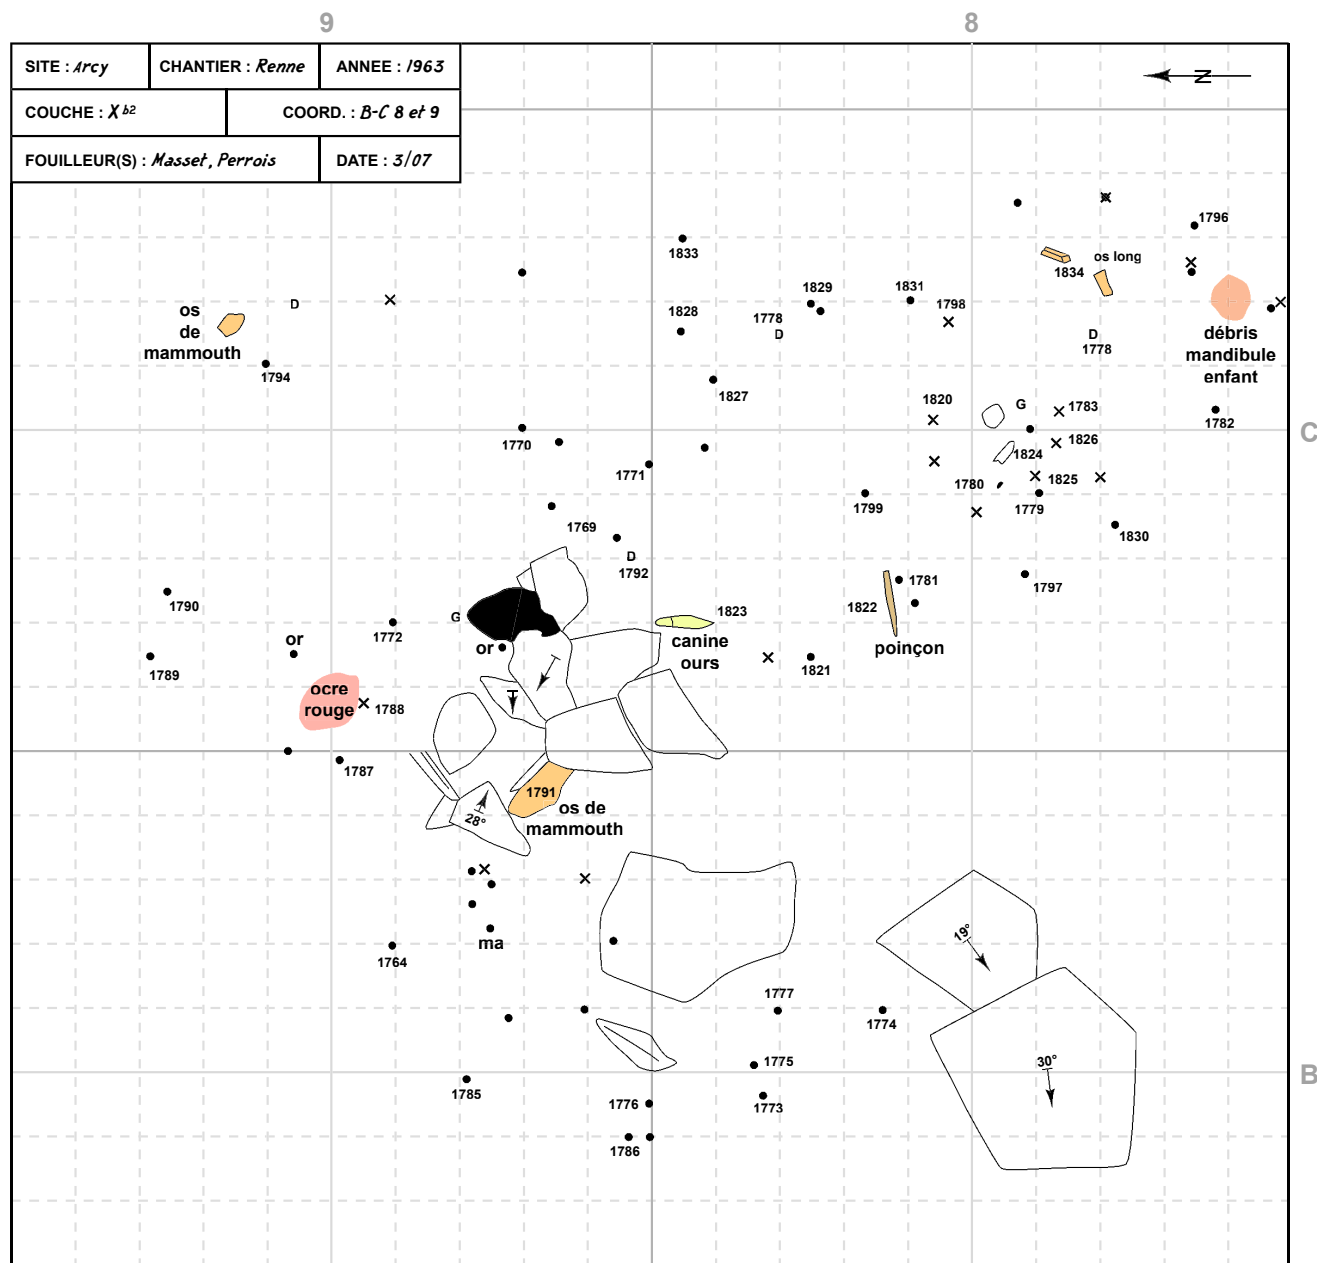 9 8
SITE : Arcy CHANTIER : Renne ANNEE : 1963
N
COUCHE : X b2 COORD. : B-C 8 et 9
FOUILLEUR(S) : Masset, Perrois DATE : 3/07
1796
1833
os long
1834
1829
1831
1798
D
os
de
mammouth
1828
1778
D
D
1778
débris
mandibule
enfant
1794
1827
1820
G
1783
1782
C
1770
1826
1824
1771
1780
1825
1799
1779
1769
1830
D
1792
1781
1797
1790
G
1823
1822
1772
or
or
canine
ours
poinçon
1789
1821
ocre
rouge
1788
1787
1791
os de
mammouth
28°
19°
ma
1764
1777
1774
30°
1775
B
1785
1776
1773
1786